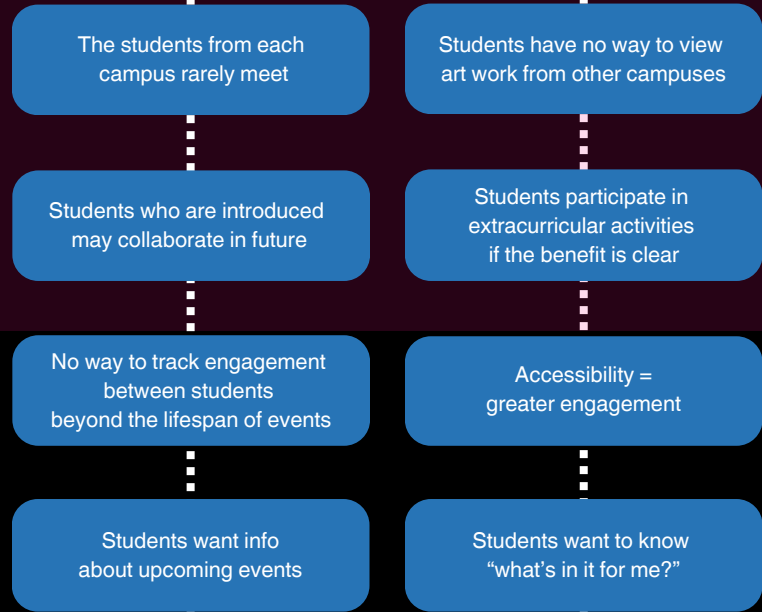 The students from each
campus rarely meet
Students have no way to view
art work from other campuses
Students who are introduced
may collaborate in future
Students participate in
extracurricular activities
if the benefit is clear
No way to track engagement
between students
beyond the lifespan of events
Accessibility =
greater engagement
Students want info
about upcoming events
Students want to know
“what’s in it for me?”